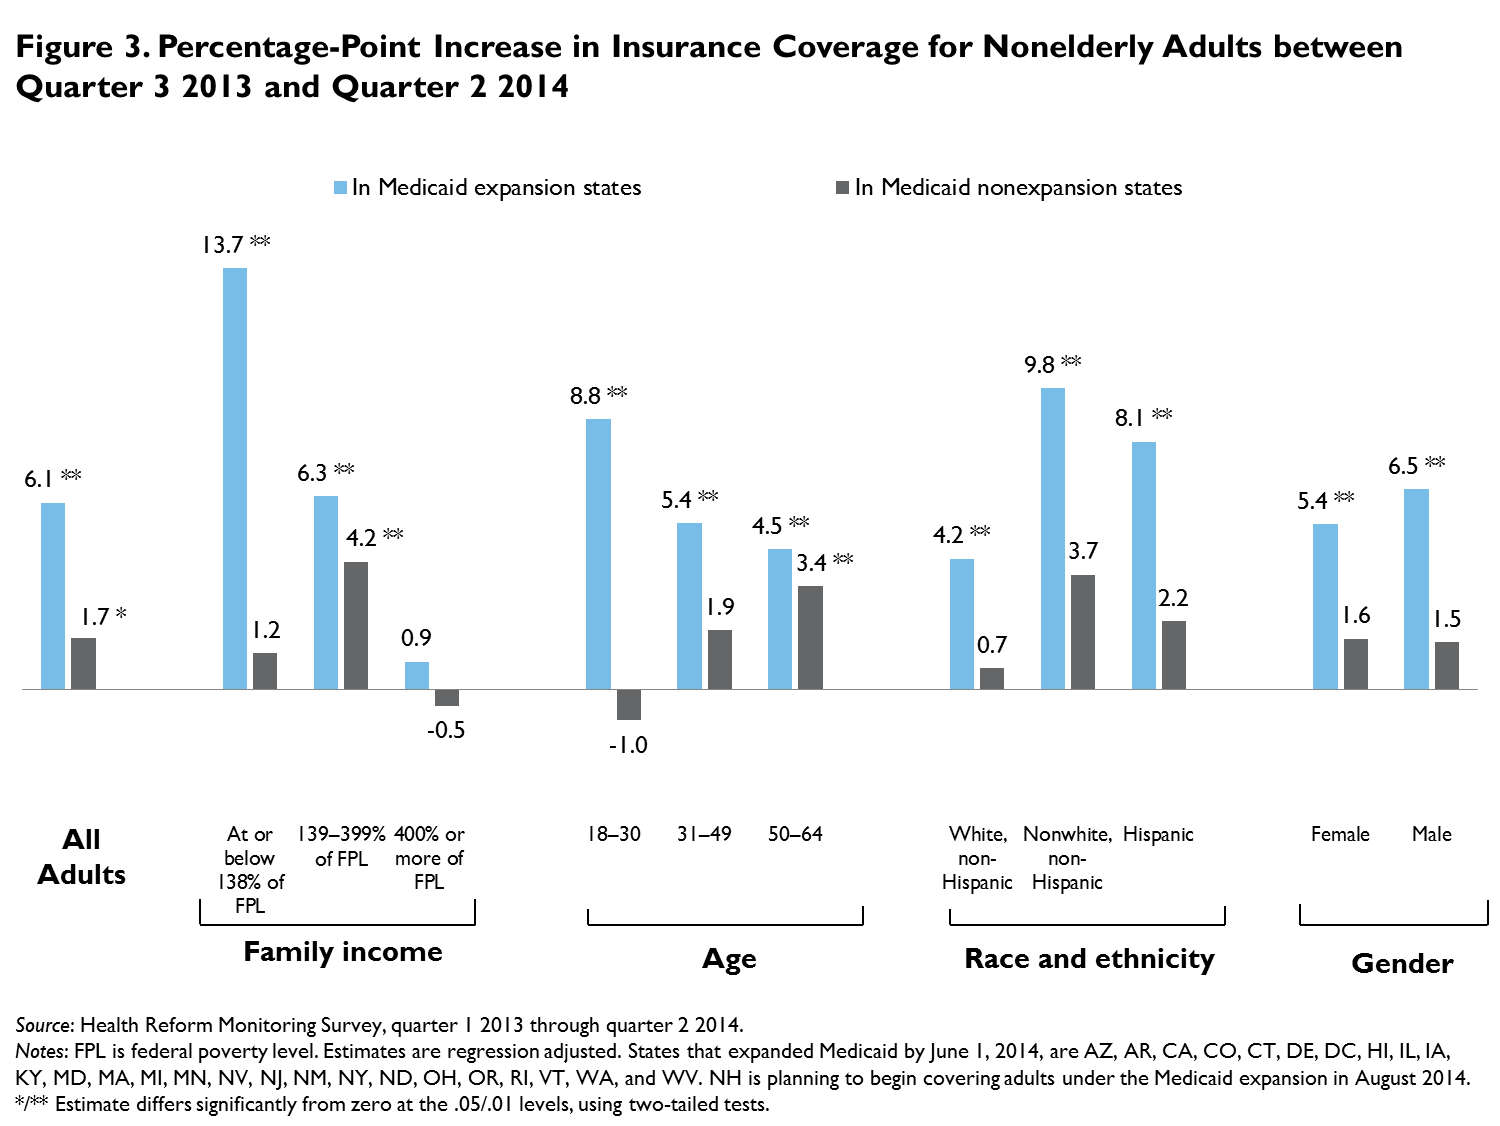 Figure 3. Percentage-Point Increase in Insurance Coverage for Nonelderly Adults between
Quarter 3 2013 and Quarter 2 2014
In Medicaid expansion states
In Medicaid nonexpansion states
6.1 **
1.7 *
13.7 **
1.2
6.3 **
4.2 **
0.9
-0.5
8.8 **
-1.0
5.4 **
1.9
4.5 **
3.4 **
4.2 **
0.7
9.8 **
3.7
8.1 **
2.2
5.4 **
1.6
6.5 **
1.5
All
Adults
At or
below
138% of
FPL
139–399%
of FPL
400% or
more of
FPL
Family income
18–30
31–49
50–64
Age
White,
non-
Hispanic
Nonwhite,
non-
Hispanic
Hispanic
Race and ethnicity
Female
Male
Gender
Source: Health Reform Monitoring Survey, quarter 1 2013 through quarter 2 2014.
Notes: FPL is federal poverty level. Estimates are regression adjusted. States that expanded Medicaid by June 1, 2014, are AZ, AR, CA, CO, CT, DE, DC, HI, IL, IA,
KY, MD, MA, MI, MN, NV, NJ, NM, NY, ND, OH, OR, RI, VT, WA, and WV. NH is planning to begin covering adults under the Medicaid expansion in August 2014.
*/** Estimate differs significantly from zero at the .05/.01 levels, using two-tailed tests.